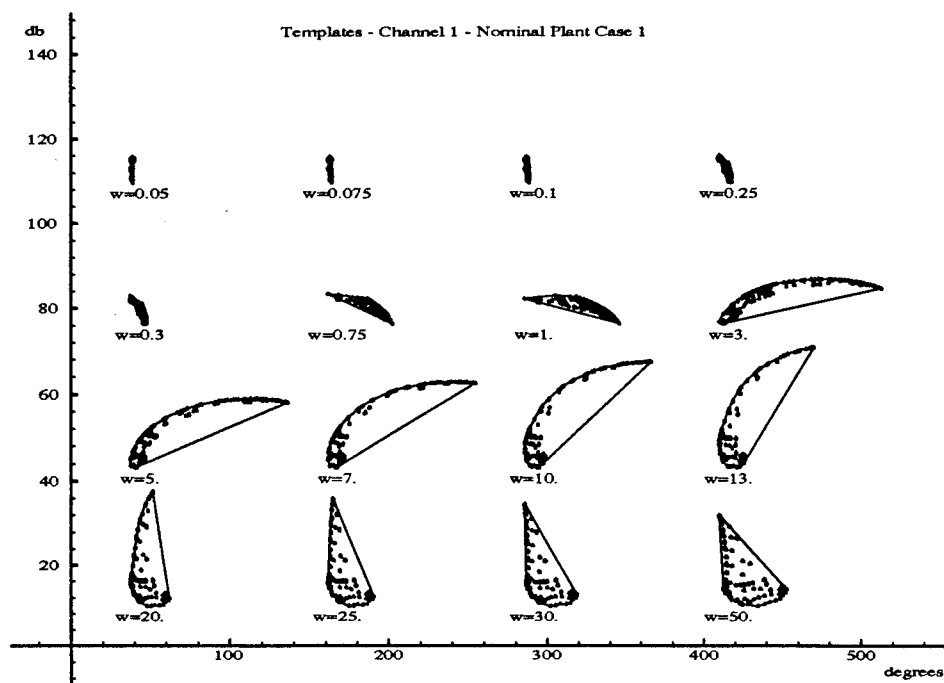 db
Templates - Channel 1 - Nominal Plant Case 1
140
120
w=0.05 w=0.075 w=0.1 w=0.25
100
80
w=0.3 w=0.75 w=1. w=3.
60
40
w=5. w=7. w=10. w=13.
20
w=20. w=25. w=30. w=50.
100 200 300 400 500
degrees